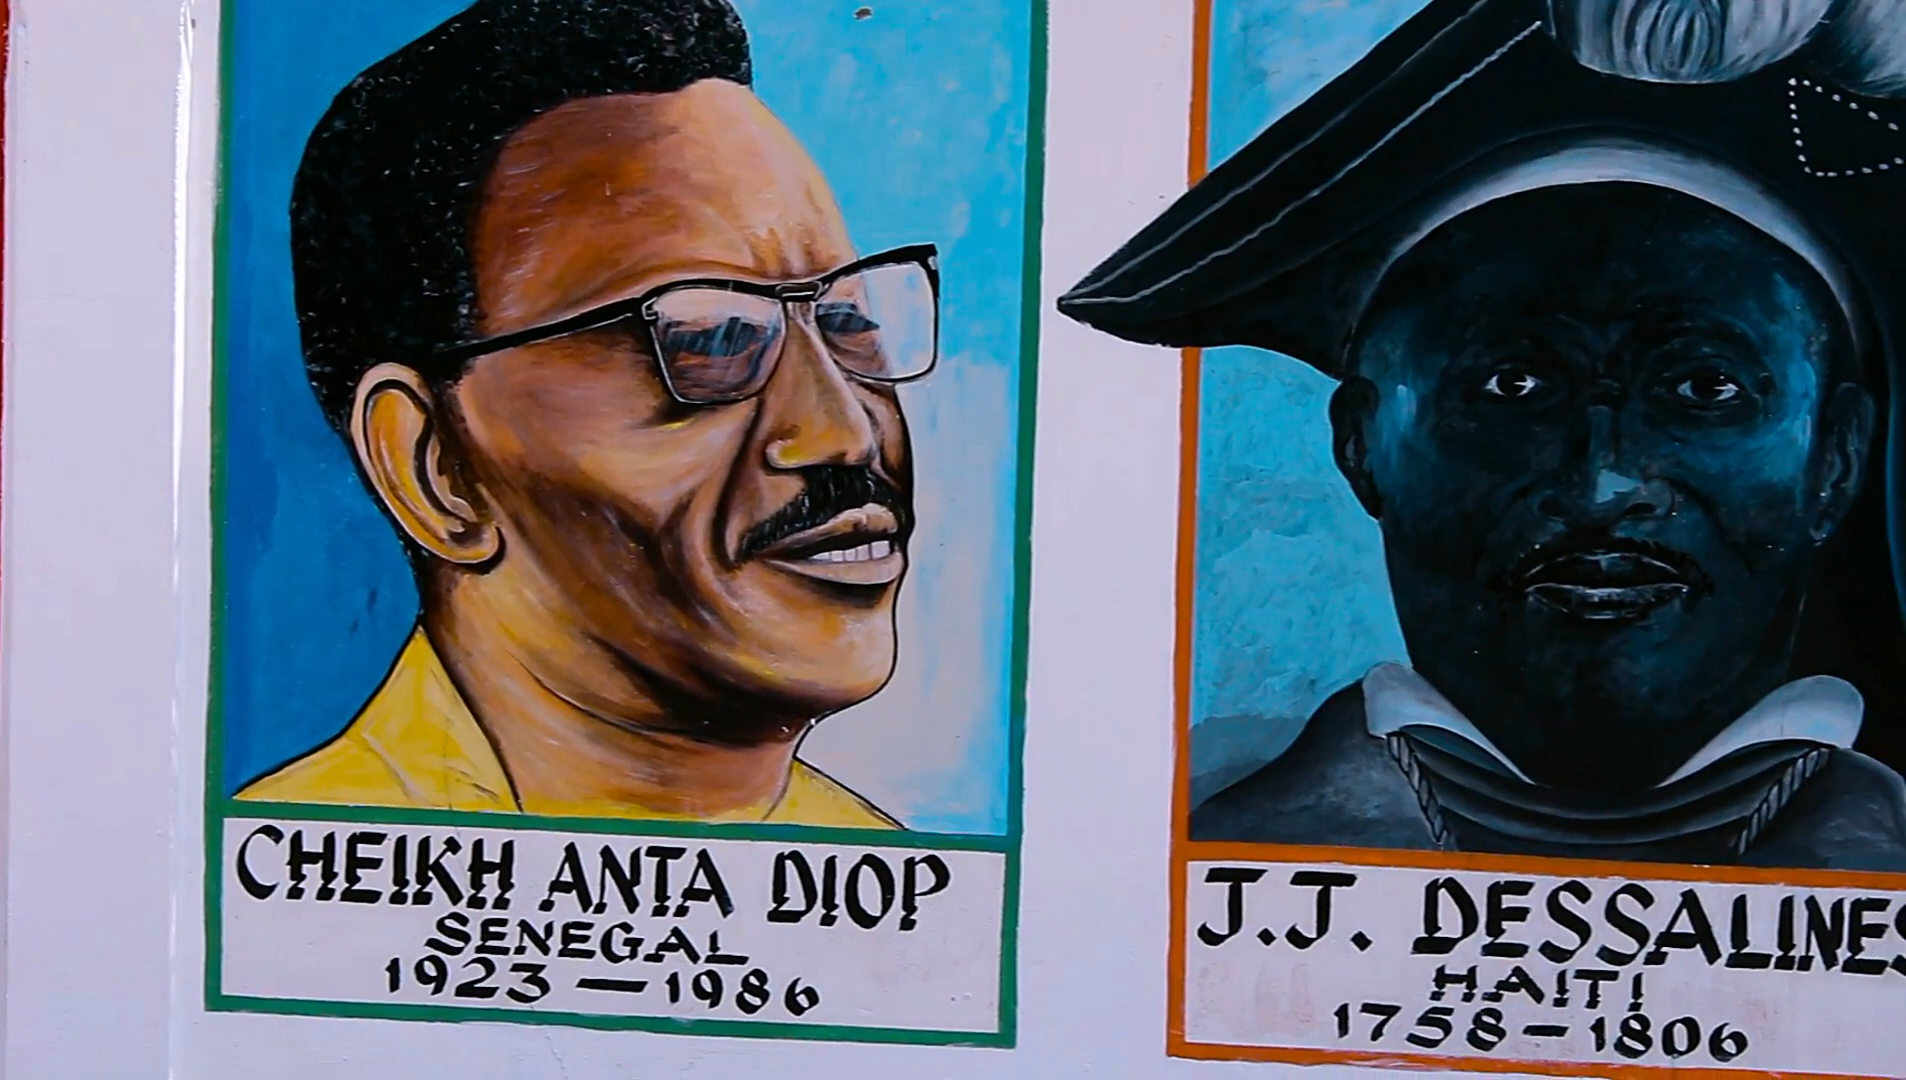 CHEIKH ANTA DIOP
SENEGAL
1923 — 1986
J.J. DESSALINES
HAITI
1758 - 1806